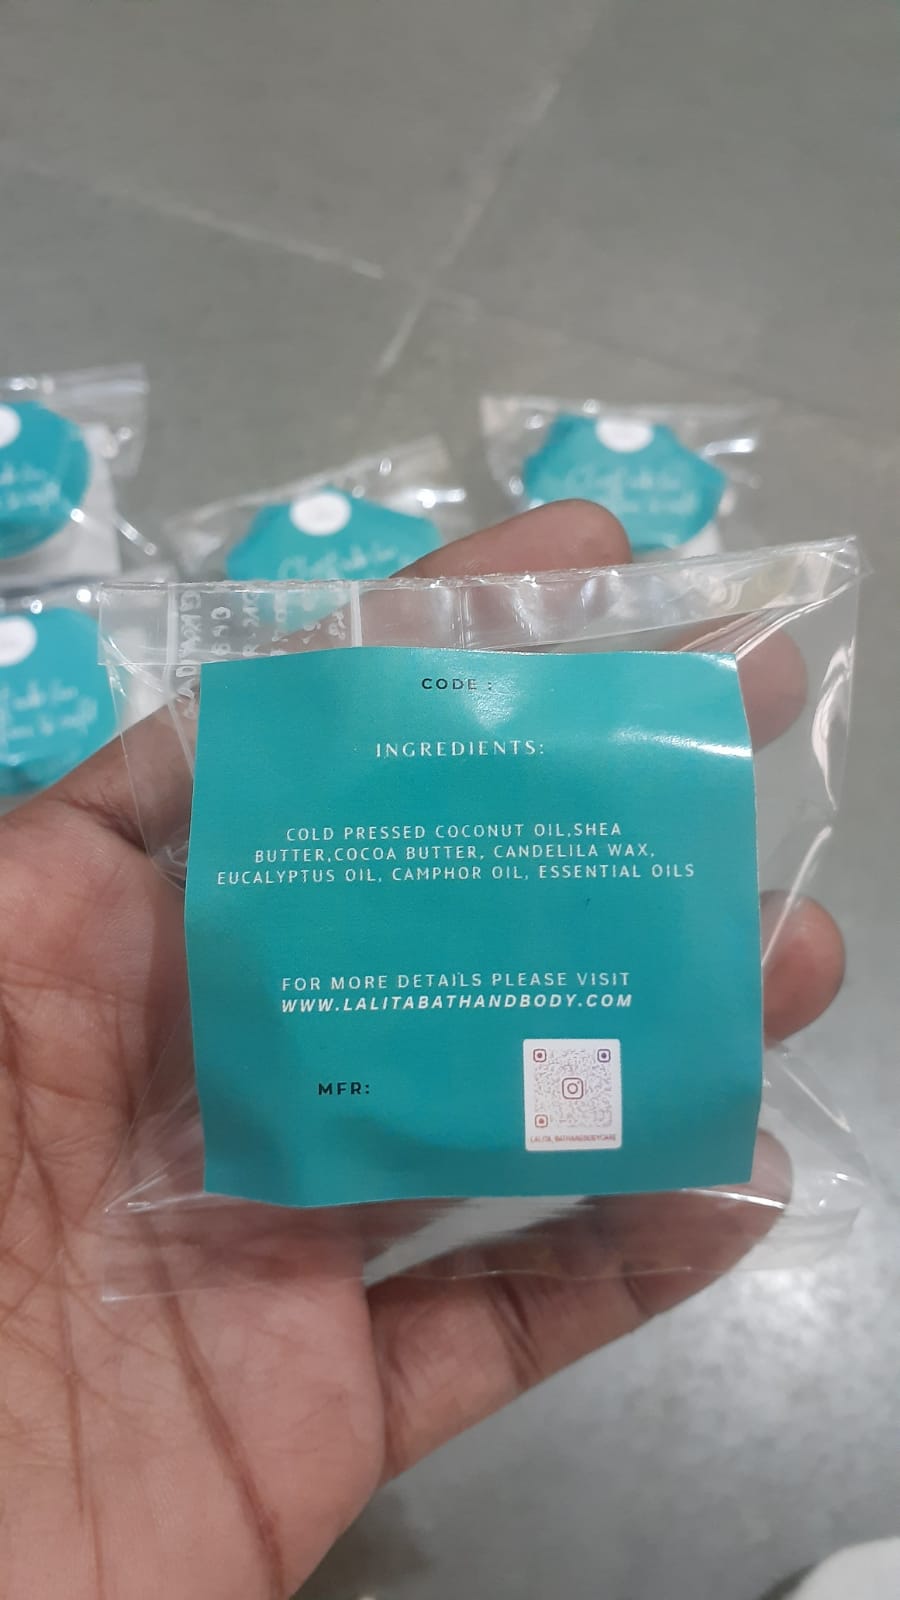 CODE :
INGREDIENTS:
COLD PRESSED COCONUT OIL,SHEA
BUTTER,COCOA BUTTER, CANDELILA WAX,
EUCALYPTUS OIL, CAMPHOR OIL, ESSENTIAL OILS
FOR MORE DETAILS PLEASE VISIT
WWW.LALITABATHANDBODY.COM
MFR: